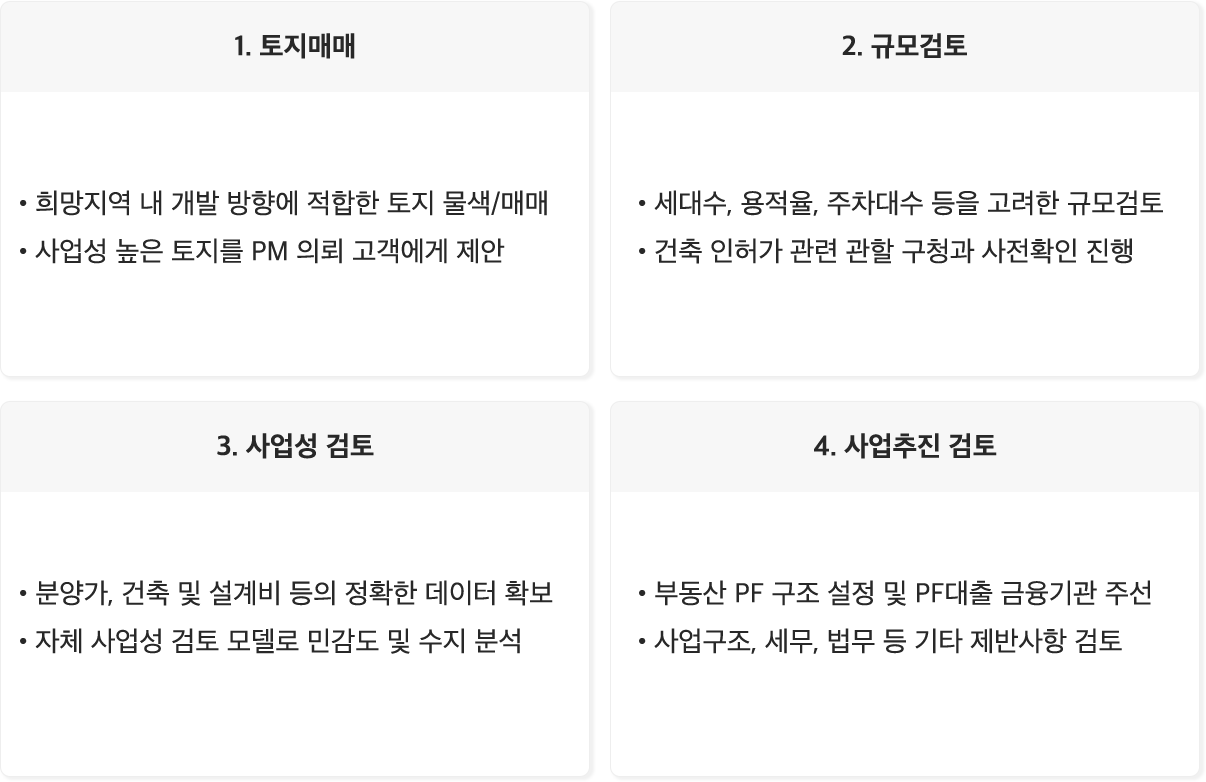 1. 토지매매
• 희망지역 내 개발 방향에 적합한 토지 물색/매매
• 사업성 높은 토지를 PM 의뢰 고객에게 제안
2. 규모검토
• 세대수, 용적율, 주차대수 등을 고려한 규모검토
• 건축 인허가 관련 관할 구청과 사전확인 진행
3. 사업성 검토
• 분양가, 건축 및 설계비 등의 정확한 데이터 확보
• 자체 사업성 검토 모델로 민감도 및 수지 분석
4. 사업추진 검토
• 부동산 PF 구조 설정 및 PF대출 금융기관 주선
• 사업구조, 세무, 법무 등 기타 제반사항 검토